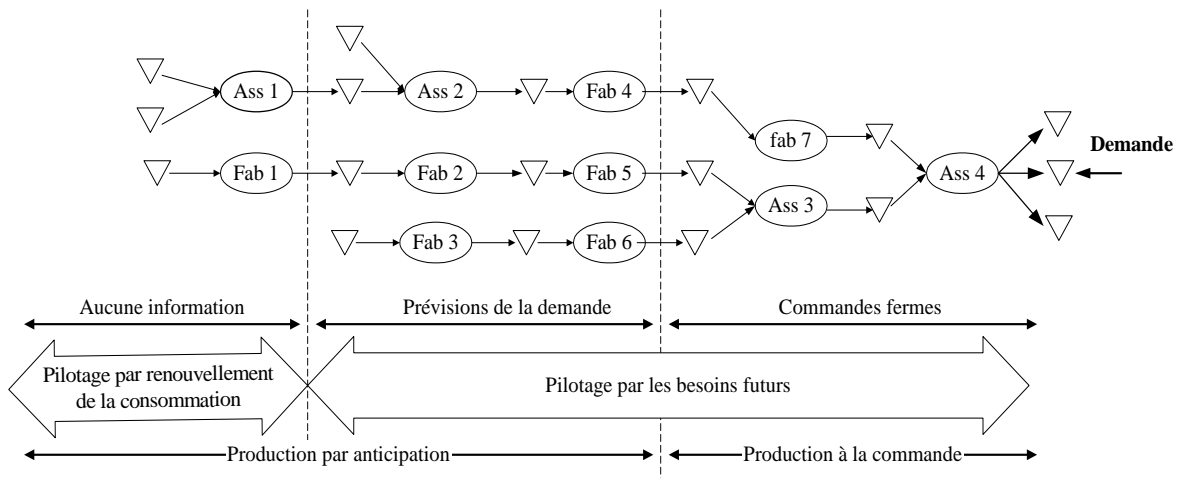 Ass 1
Ass 2
Fab 4
fab 7
Demande
Fab 1
Fab 2
Fab 5
Ass 4
Ass 3
Fab 3
Fab 6
Aucune information
Prévisions de la demande
Commandes fermes
Pilotage par renouvellement
de la consommation
Pilotage par les besoins futurs
Production par anticipation
Production à la commande